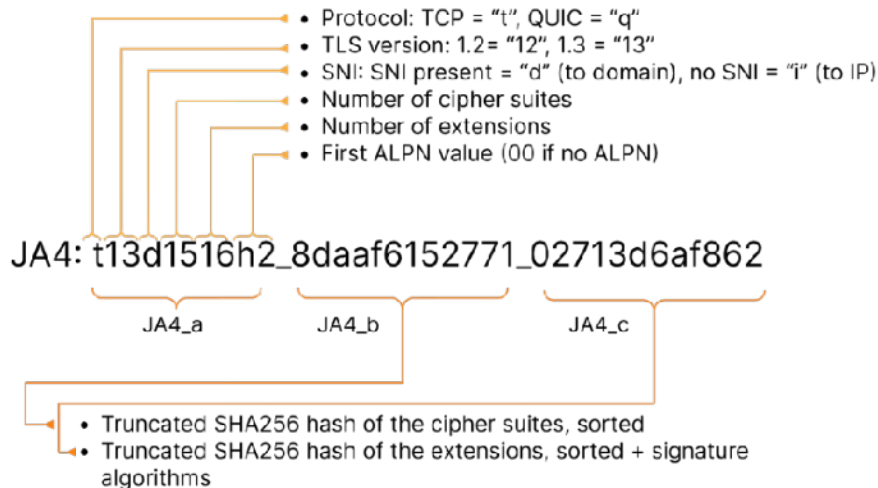 • Protocol: TCP = “t”, QUIC = “q”
• TLS version: 1.2= “12”, 1.3 = “13”
• SNI: SNI present = “d” (to domain), no SNI = “i” (to IP)
• Number of cipher suites
• Number of extensions
• First ALPN value (00 if no ALPN)
JA4: t13d1516h2_8daaf6152771_02713d6af862
JA4_a JA4_b JA4_c
• Truncated SHA256 hash of the cipher suites, sorted
• Truncated SHA256 hash of the extensions, sorted + signature
algorithms